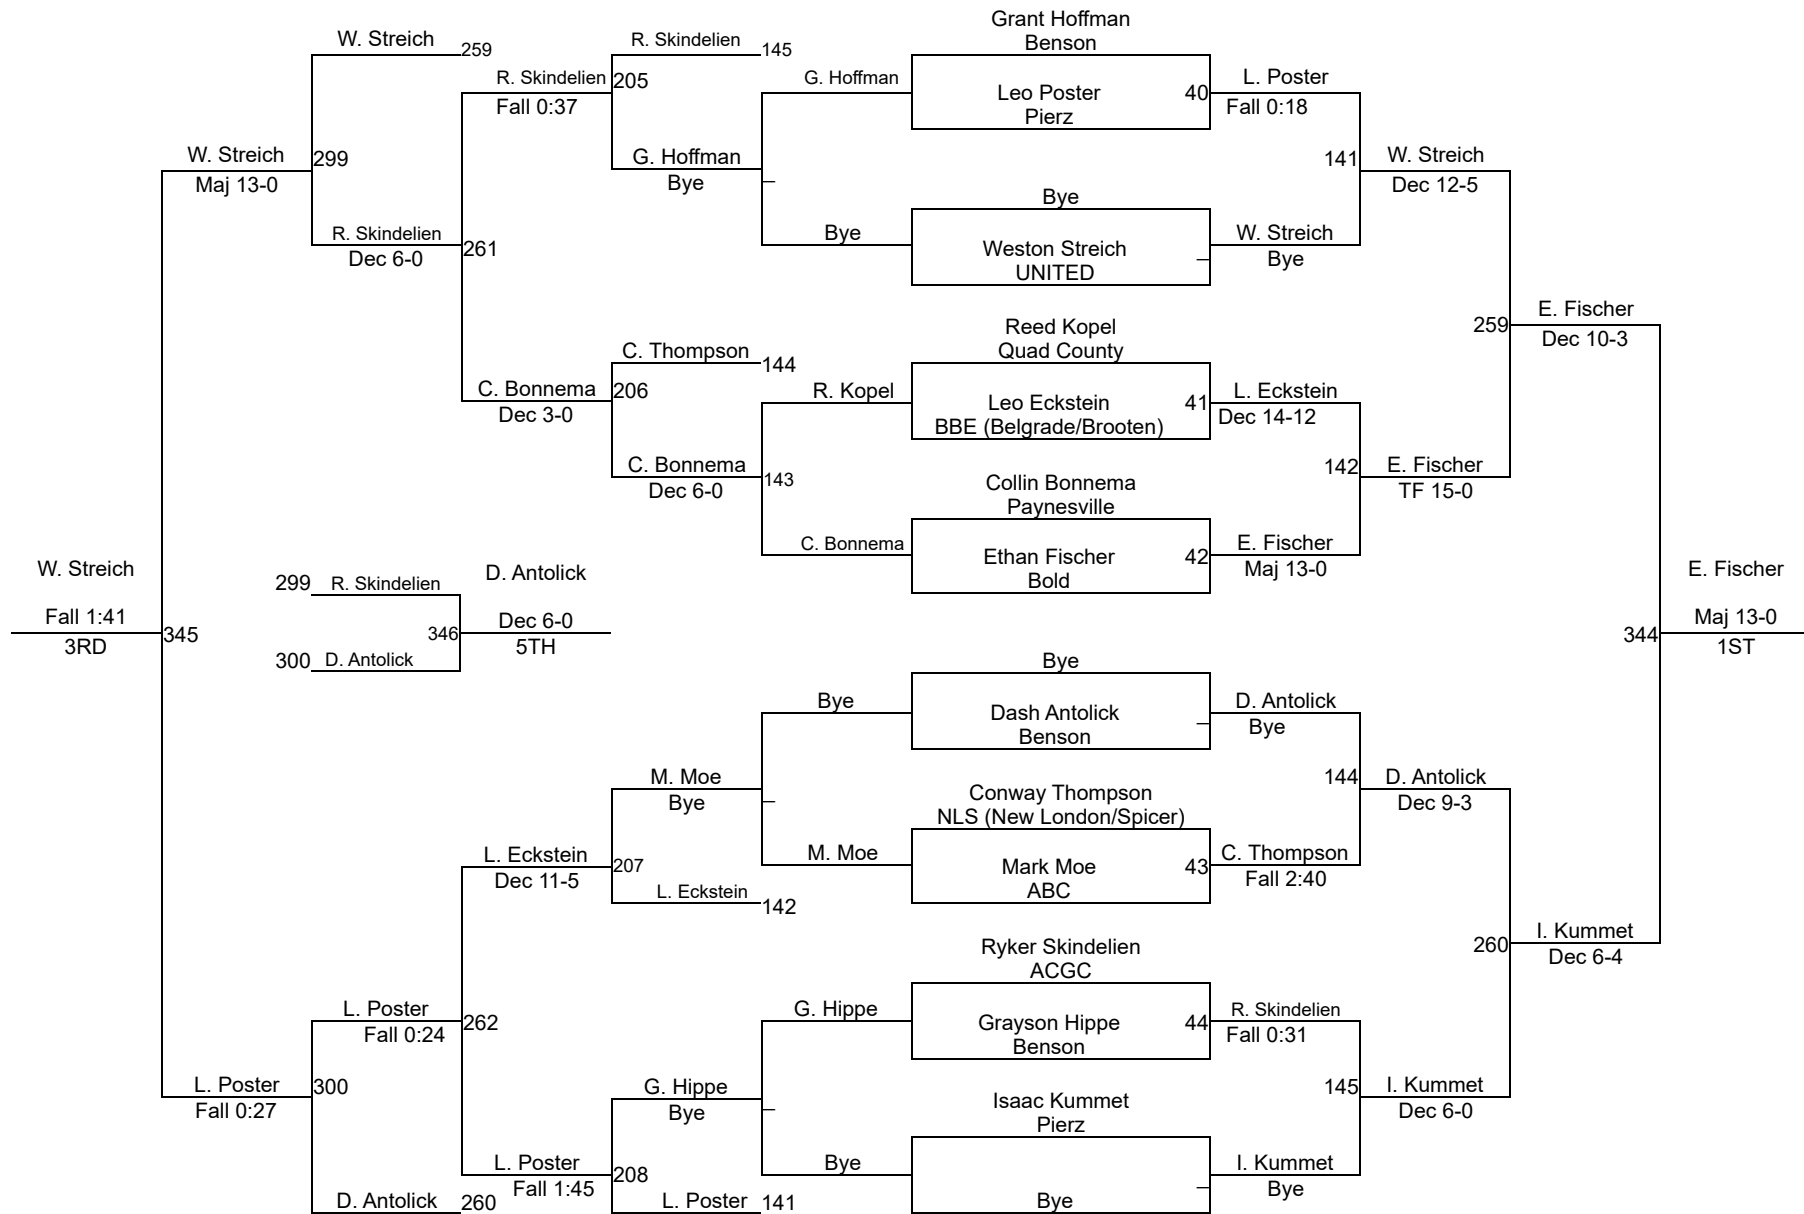 Grant Hoffman
Benson
W. Streich
259
R. Skindelien
145
R. Skindelien
205
G. Hoffman
Leo Poster
40
L. Poster
Fall 0:37
Pierz
Fall 0:18
W. Streich
299
G. Hoffman
141
W. Streich
Maj 13-0
Bye
_
Dec 12-5
Bye
R. Skindelien
261
Bye
Weston Streich
_
W. Streich
Dec 6-0
UNITED
Bye
Reed Kopel
Quad County
259
E. Fischer
Dec 10-3
C. Thompson
144
C. Bonnema
206
R. Kopel
Leo Eckstein
41
L. Eckstein
Dec 3-0
BBE (Belgrade/Brooten)
Dec 14-12
C. Bonnema
143
142
E. Fischer
Dec 6-0
TF 15-0
Collin Bonnema
Paynesville
C. Bonnema
Ethan Fischer
42
E. Fischer
Bold
Maj 13-0
W. Streich
299
R. Skindelien
D. Antolick
E. Fischer
Fall 1:41
345
346
Dec 6-0
344
Maj 13-0
3RD
5TH
1ST
300
D. Antolick
Bye
Bye
Dash Antolick
_
D. Antolick
Benson
Bye
M. Moe
144
D. Antolick
Bye
_
Dec 9-3
Conway Thompson
NLS (New London/Spicer)
L. Eckstein
207
M. Moe
Mark Moe
43
C. Thompson
Dec 11-5
ABC
Fall 2:40
L. Eckstein
142
Ryker Skindelien
ACGC
260
I. Kummet
Dec 6-4
L. Poster
262
G. Hippe
Grayson Hippe
44
R. Skindelien
Fall 0:24
Benson
Fall 0:31
L. Poster
300
G. Hippe
145
I. Kummet
Fall 0:27
Bye
_
Dec 6-0
Isaac Kummet
Pierz
L. Poster
208
Bye
_
I. Kummet
Fall 1:45
Bye
D. Antolick
260
L. Poster
141
Bye